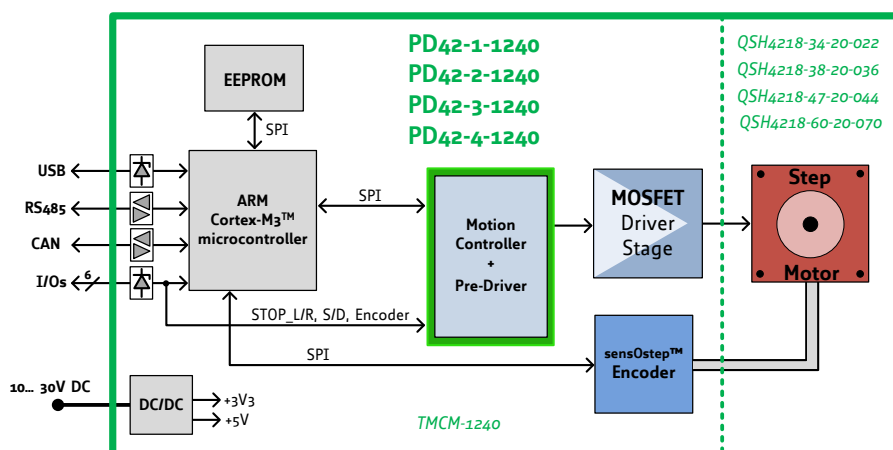 PD42-1-1240
PD42-2-1240
PD42-3-1240
PD42-4-1240
QSH4218-34-20-022
QSH4218-38-20-036
QSH4218-47-20-044
QSH4218-60-20-070
EEPROM
SPI
USB
RS485
CAN
I/Os
6
ARM
Cortex-M3™
microcontroller
SPI
Motion
Controller
+
Pre-Driver
MOSFET
Driver
Stage
Step
Motor
STOP_L/R, S/D, Encoder
SPI
sensOstep™
Encoder
10... 30V DC
DC/DC
+3V3
+5V
TMCM-1240